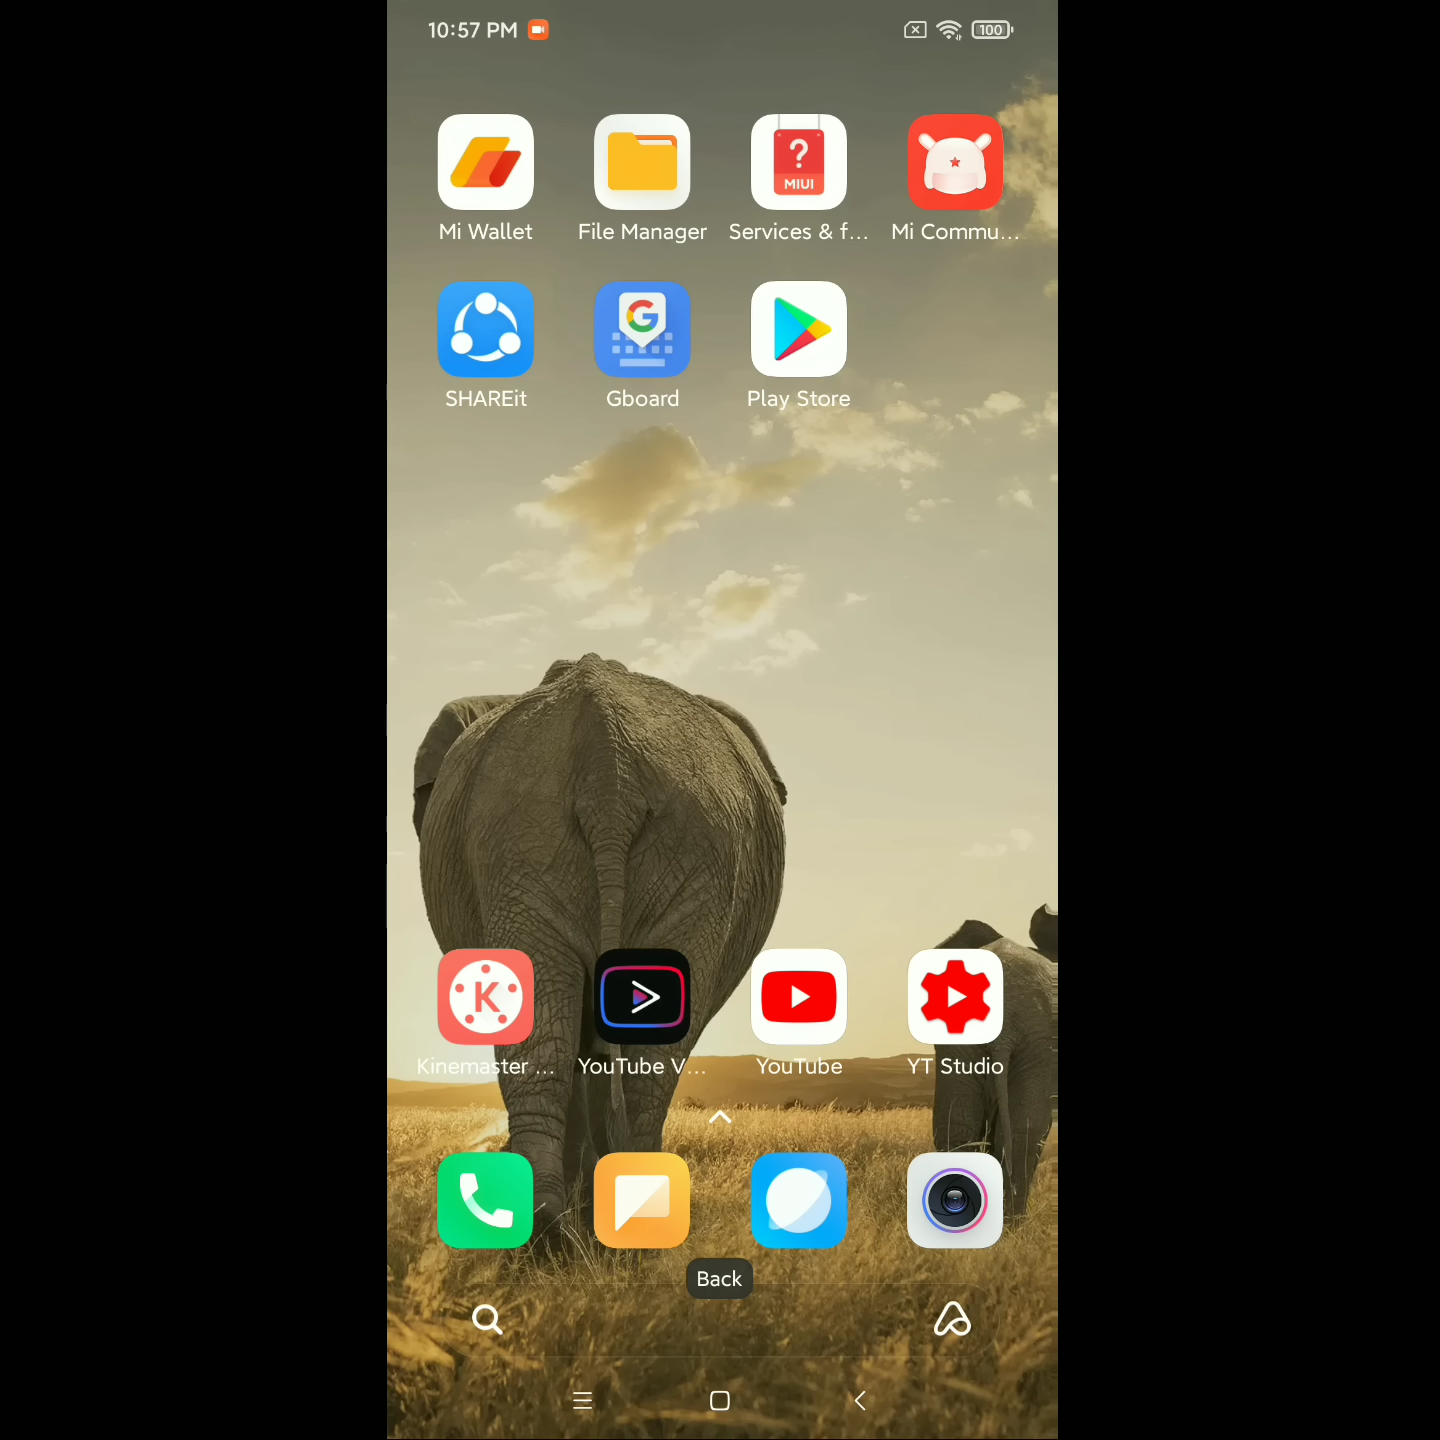 10:57 PM
100
?
MIUI
Mi Wallet
File Manager
Services & f...
Mi Commu...
G
SHAREit
Gboard
Play Store
K
Kinemaster ...
YouTube V...
YouTube
YT Studio
Back